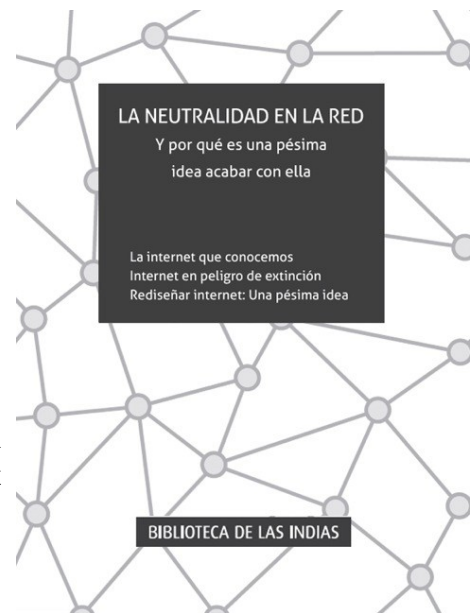 LA NEUTRALIDAD EN LA RED
Y por qué es una pésima
idea acabar con ella
La internet que conocemos
Internet en peligro de extinción
Rediseñar internet: Una pésima idea
BIBLIOTECA DE LAS INDIAS